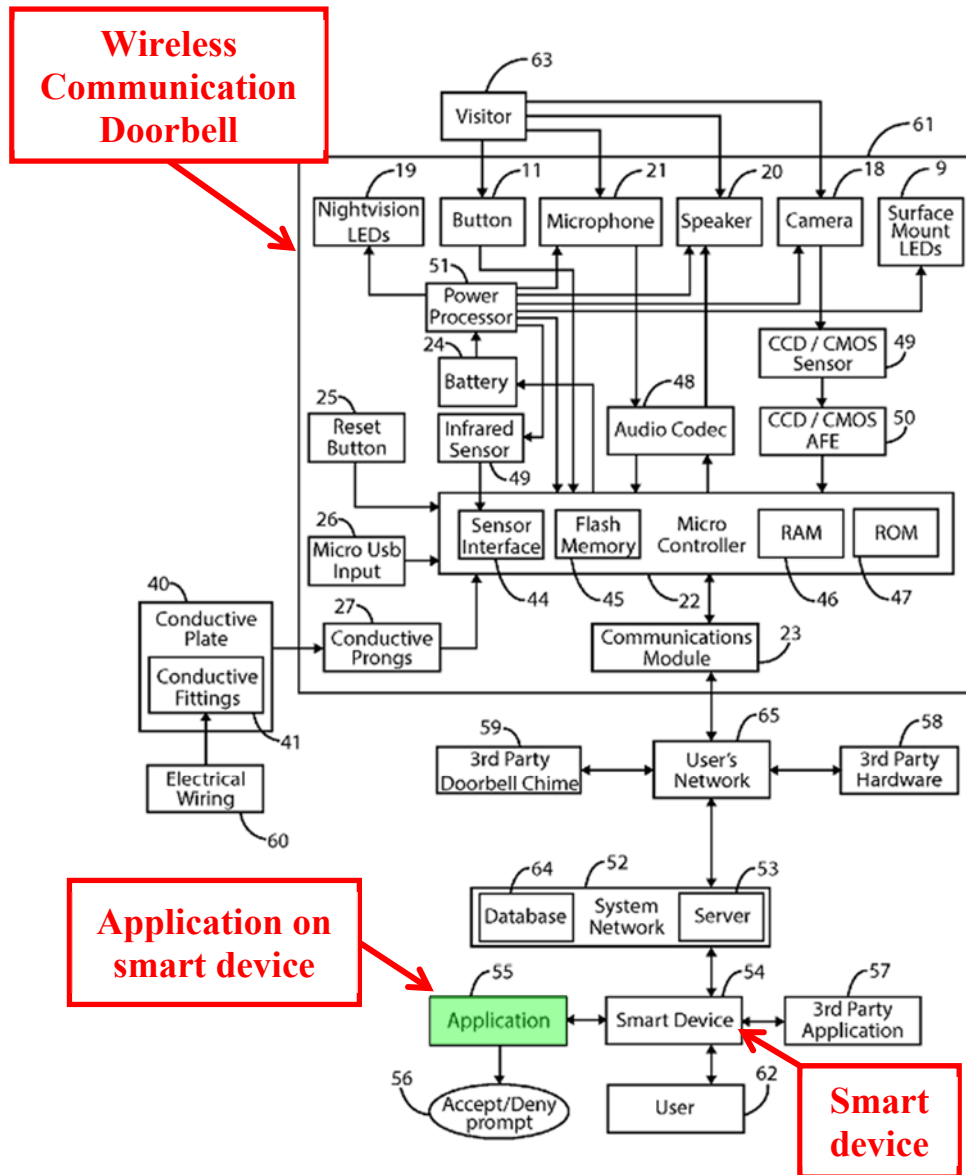 Wireless
Communication
Doorbell
63
Visitor
61
19
11
21
20
18
9
Nightvision
LEDs
Button
Microphone
Speaker
Camera
Surface
Mount
LEDs
51
Power
Processor
24
Battery
CCD / CMOS
Sensor
49
25
Reset
Button
Infrared
Sensor
49
48
Audio Codec
CCD / CMOS
AFE
50
26
Micro Usb
Input
Sensor
Interface
Flash
Memory
Micro
Controller
RAM
ROM
44
45
22
46
47
40
Conductive
Plate
Conductive
Fittings
41
27
Conductive
Prongs
Communications
Module
23
Electrical
Wiring
60
59
3rd Party
Doorbell Chime
65
User's
Network
58
3rd Party
Hardware
64
52
53
Database
System
Network
Server
Application on
smart device
55
Application
54
Smart Device
57
3rd Party
Application
56
Accept/Deny
prompt
62
User
Smart
device